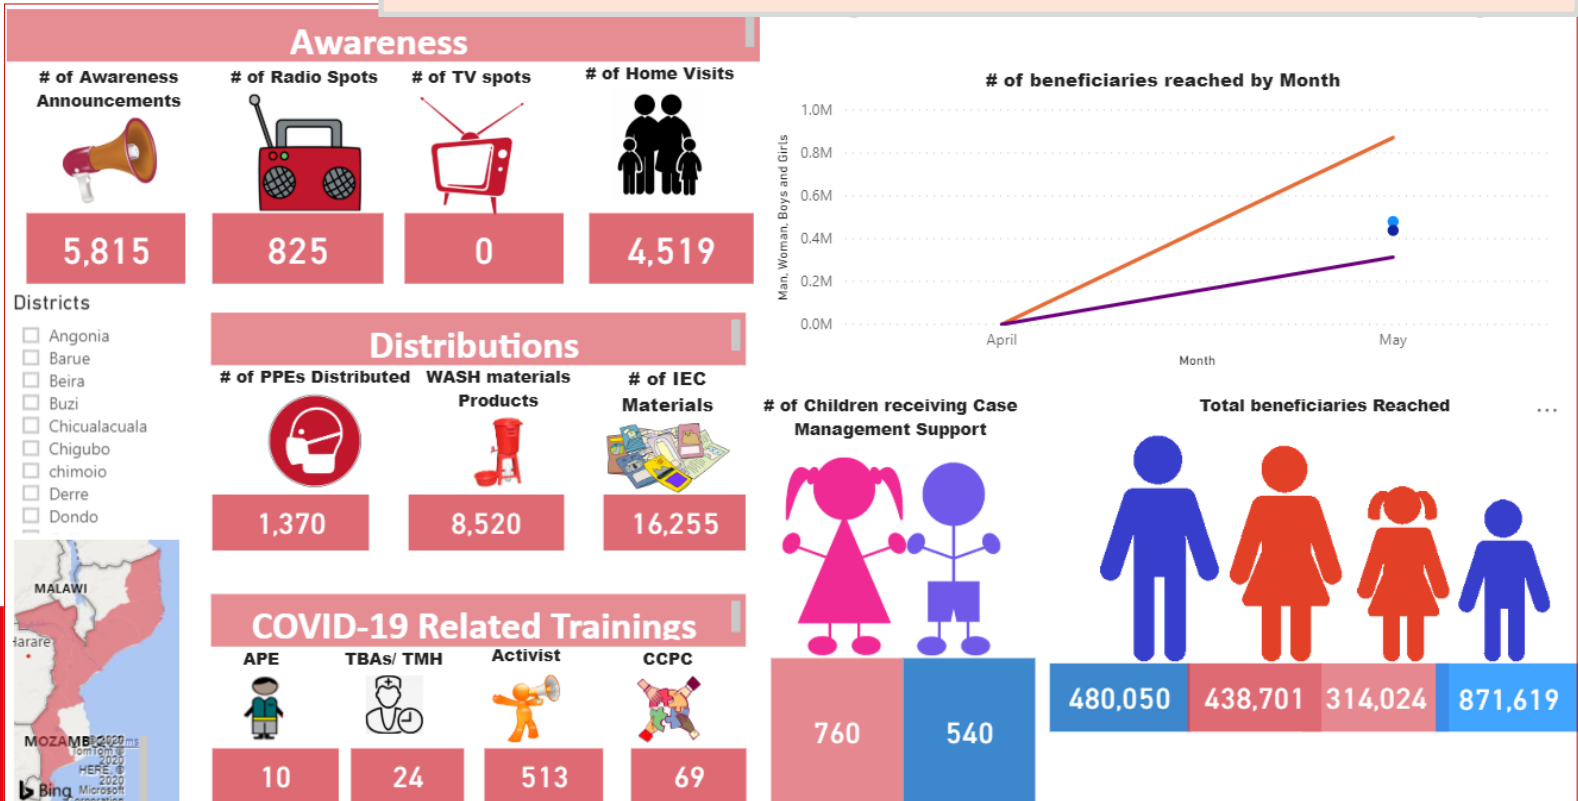 Awareness
# of Awareness
Announcements
# of Radio Spots
# of TV spots
# of Home Visits
5,815
825
0
4,519
Districts
Angonia
Barue
Beira
Buzi
Chicualacuala
Chigubo
chimoio
Derre
Dondo
MALAWI
Harare
Bing
Distributions
# of PPEs Distributed
WASH materials
Products
# of IEC
Materials
1,370
8,520
16,255
COVID-19 Related Trainings
APE
TBAs/ TMH
Activist
CCPC
10
24
513
69
# of beneficiaries reached by Month
Man, Woman, Boys and Girls
1.0M
0.8M
0.6M
0.4M
0.2M
0.0M
April
May
Month
# of Children receiving Case
Management Support
760
540
Total beneficiaries Reached
...
480,050
438,701
314,024
871,619